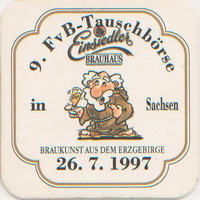 9. FvB-Tauschbörse
Einsiedler
BRAUHAUS
in Sachsen
BRAUKUNST AUS DEM ERZGEBIRGE
26. 7. 1997